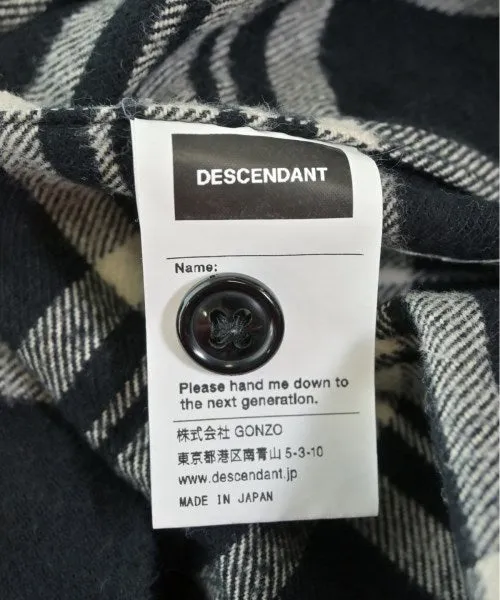 DESCENDANT
Name:
Please hand me down to
the next generation.
株式会社 GONZO
東京都港区南青山 5-3-10
www.descendant.jp
MADE IN JAPAN